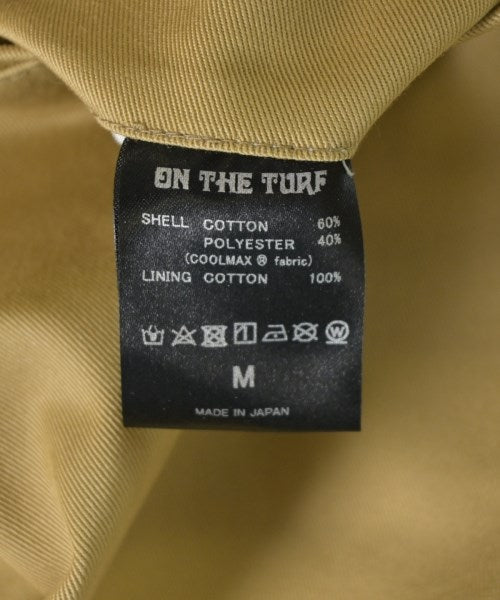 ON THE TURF
SHELL COTTON 60%
POLYESTER 40%
(COOLMAX ® fabric)
LINING COTTON 100%
W
M
MADE IN JAPAN